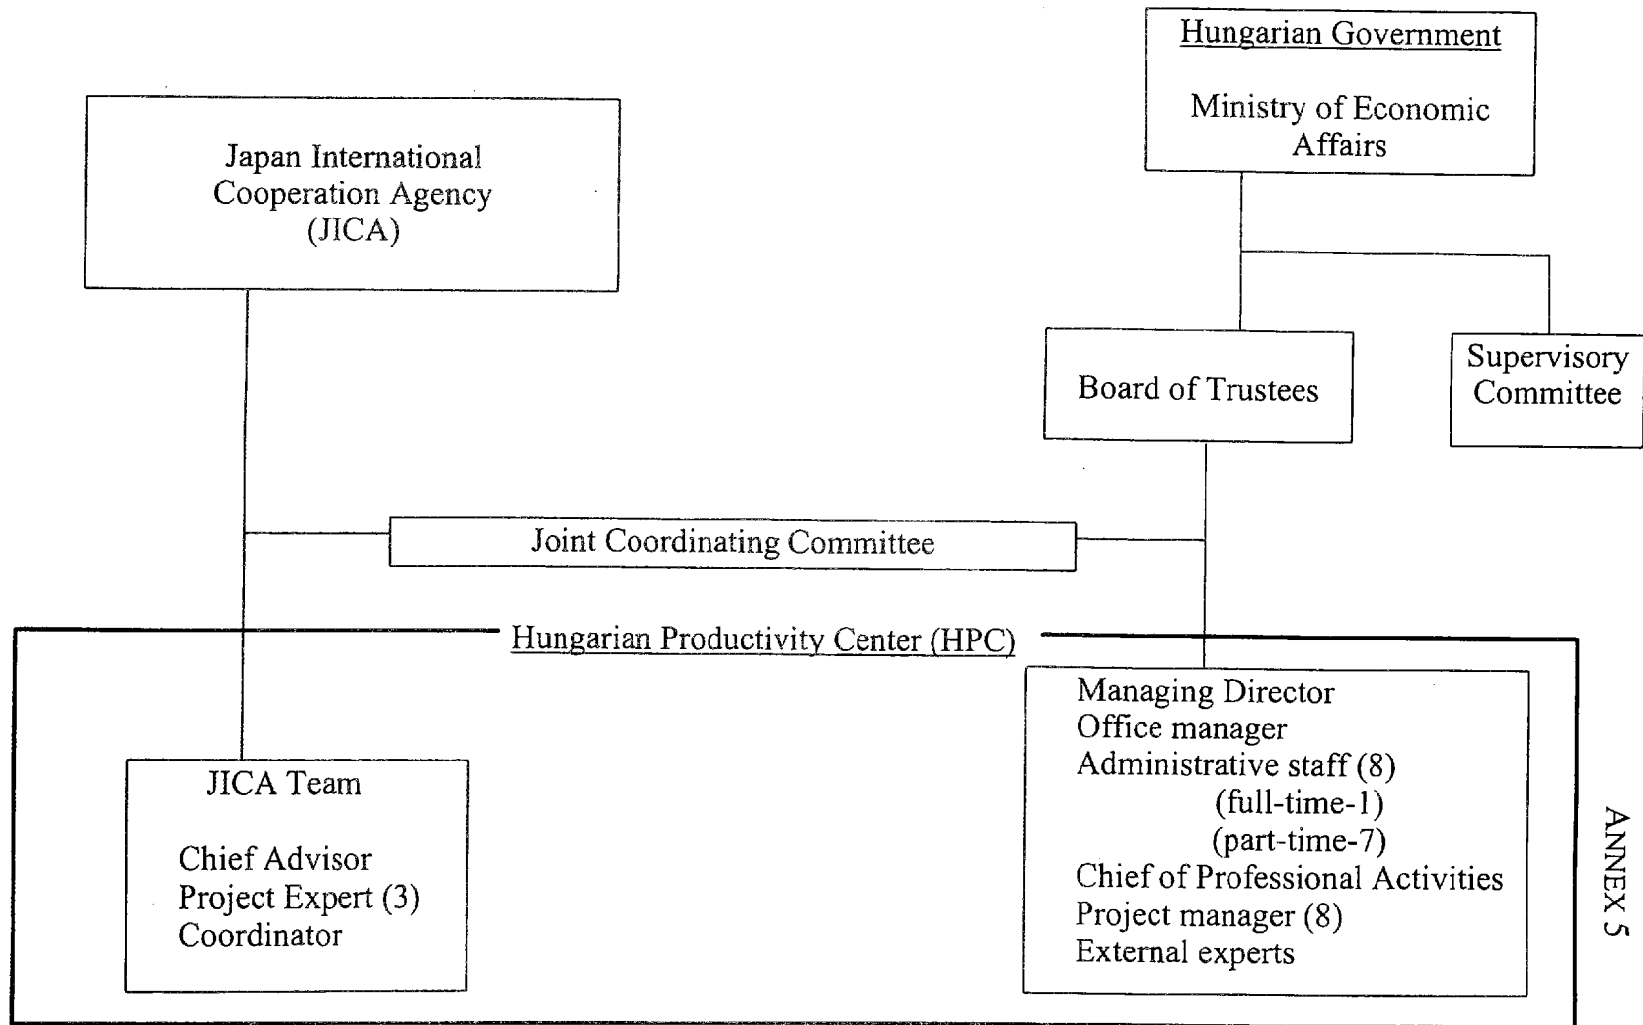 Hungarian Government
Ministry of Economic
Affairs
Japan International
Cooperation Agency
(JICA)
Board of Trustees
Supervisory
Committee
Joint Coordinating Committee
Hungarian Productivity Center (HPC)
JICA Team
Chief Advisor
Project Expert (3)
Coordinator
Managing Director
Office manager
Administrative staff (8)
(full-time-1)
(part-time-7)
Chief of Professional Activities
Project manager (8)
External experts
ANNEX 5